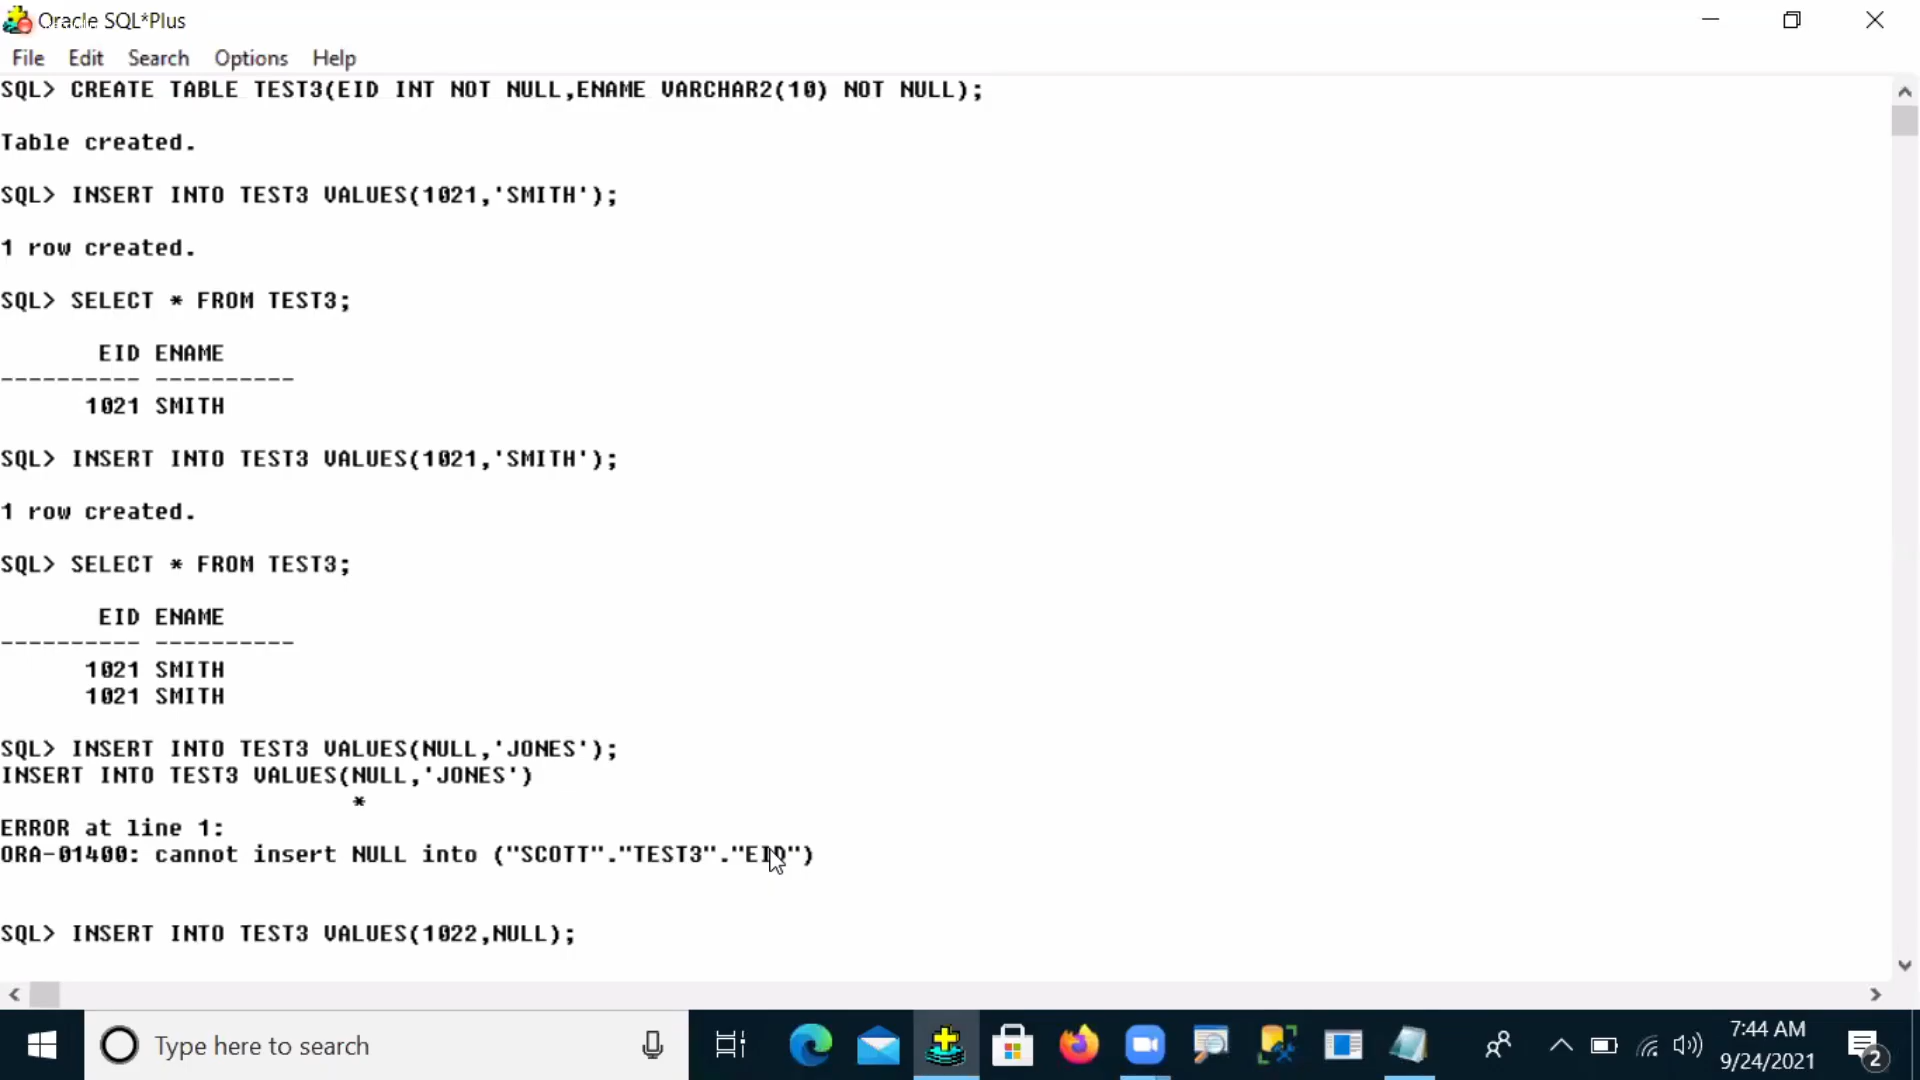 Oracle SQL*Plus
File Edit Search Options Help
SQL> CREATE TABLE TEST3(EID INT NOT NULL,ENAME VARCHAR2(10) NOT NULL);
Table created.
SQL> INSERT INTO TEST3 VALUES(1021,'SMITH');
1 row created.
SQL> SELECT * FROM TEST3;
EID ENAME
---------- ----------
1021 SMITH
SQL> INSERT INTO TEST3 VALUES(1021,'SMITH');
1 row created.
SQL> SELECT * FROM TEST3;
EID ENAME
---------- ----------
1021 SMITH
1021 SMITH
SQL> INSERT INTO TEST3 VALUES(NULL,'JONES');
INSERT INTO TEST3 VALUES(NULL,'JONES')
*
ERROR at line 1:
ORA-01400: cannot insert NULL into ("SCOTT"."TEST3"."EID")
SQL> INSERT INTO TEST3 VALUES(1022,NULL);
Type here to search
7:44 AM
9/24/2021
2